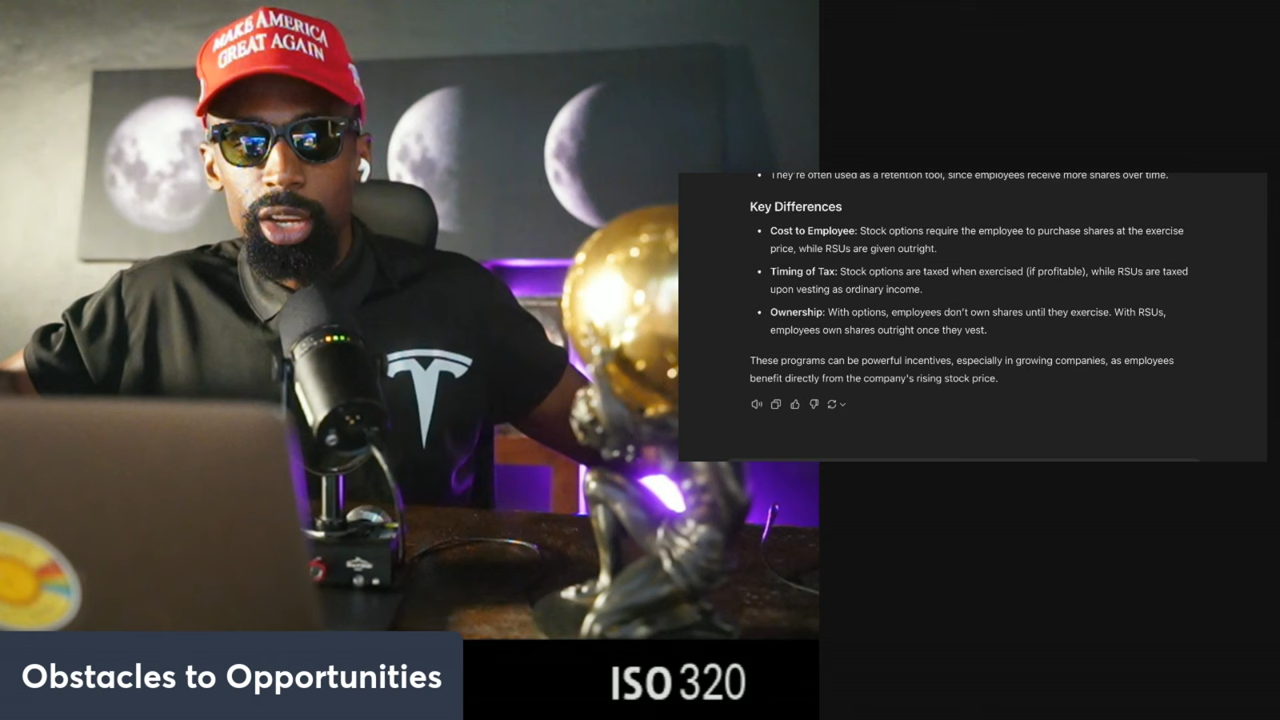 MAKE AMERICA
GREAT AGAIN
They're often used as a retention tool, since employees receive more shares over time.
Key Differences
• Cost to Employee: Stock options require the employee to purchase shares at the exercise
price, while RSUs are given outright.
• Timing of Tax: Stock options are taxed when exercised (if profitable), while RSUs are taxed
upon vesting as ordinary income.
• Ownership: With options, employees don't own shares until they exercise. With RSUs,
employees own shares outright once they vest.
These programs can be powerful incentives, especially in growing companies, as employees
benefit directly from the company's rising stock price.
Obstacles to Opportunities
ISO 320